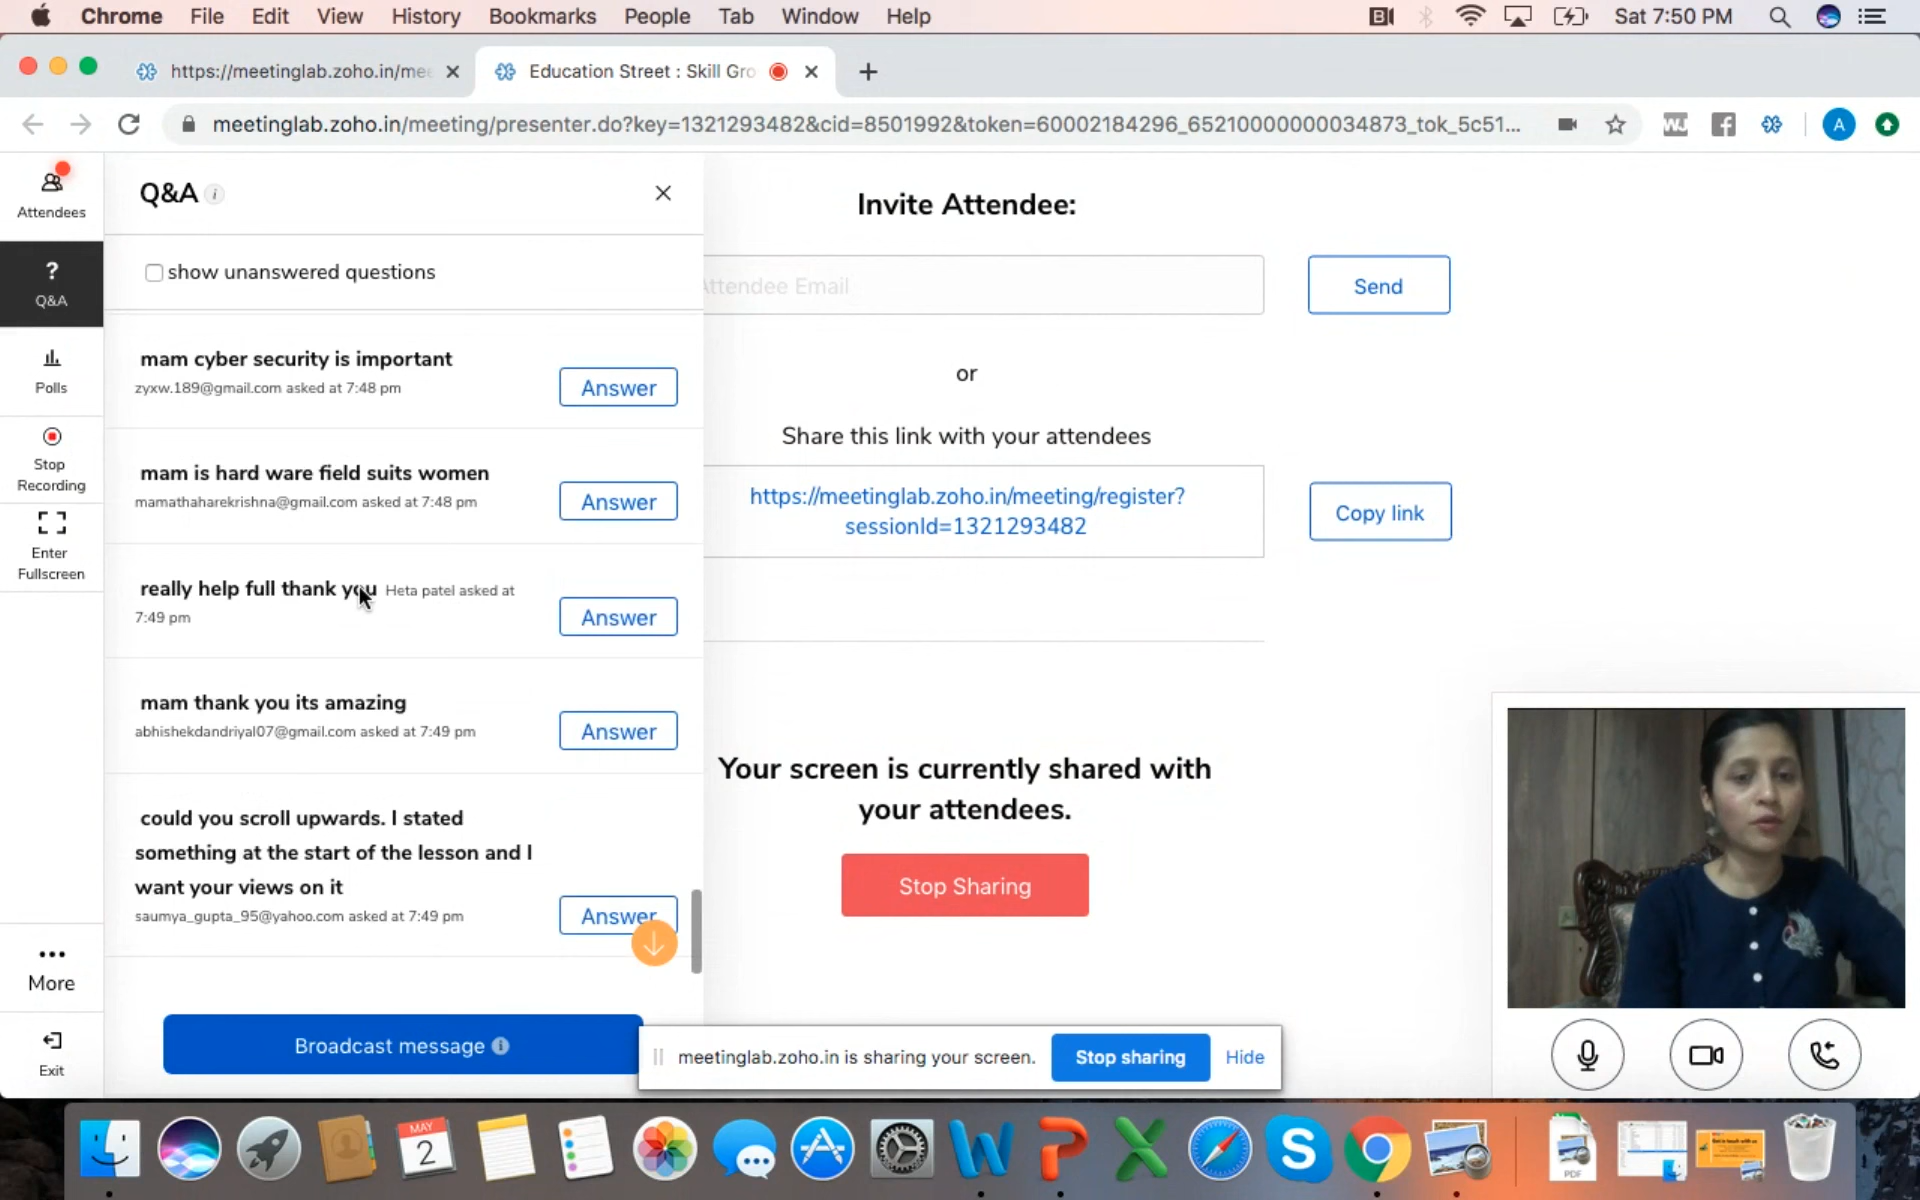 Chrome File Edit View History Bookmarks People Tab Window Help
Sat 7:50 PM
https://meetinglab.zoho.in/mee
Education Street : Skill Gro
meetinglab.zoho.in/meeting/presenter.do?key=1321293482&cid=8501992&token=60002184296_65210000000034873_tok_5c51...
A
Attendees
?
Q&A
Polls
Stop
Recording
Enter
Fullscreen
More
Exit
Q&A
show unanswered questions
mam cyber security is important
zyxw.189@gmail.com asked at 7:48 pm
Answer
mam is hard ware field suits women
mamathaharekrishna@gmail.com asked at 7:48 pm
Answer
really help full thank you Heta patel asked at
7:49 pm
Answer
mam thank you its amazing
abhishekdandriyal07@gmail.com asked at 7:49 pm
Answer
could you scroll upwards. I stated
something at the start of the lesson and I
want your views on it
saumya_gupta_95@yahoo.com asked at 7:49 pm
Answer
Broadcast message
Invite Attendee:
Attendee Email
Send
or
Share this link with your attendees
https://meetinglab.zoho.in/meeting/register?
sessionId=1321293482
Copy link
Your screen is currently shared with
your attendees.
Stop Sharing
meetinglab.zoho.in is sharing your screen.
Stop sharing
Hide
MAY
2
PDF